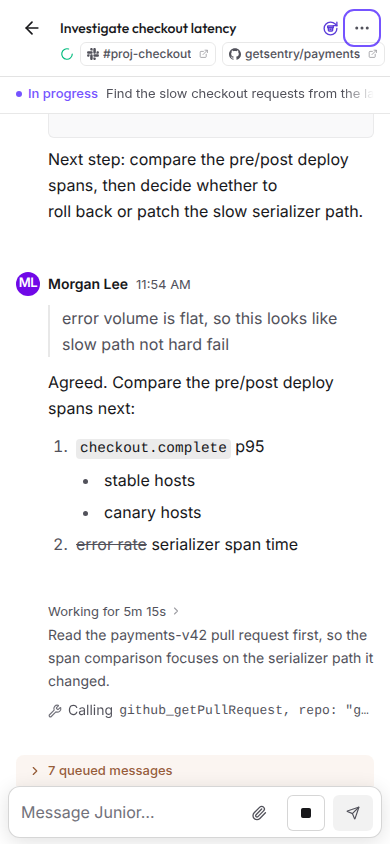 Investigate checkout latency
#proj-checkout
getsentry/payments
In progress Find the slow checkout requests from the la
Next step: compare the pre/post deploy
spans, then decide whether to
roll back or patch the slow serializer path.
ML Morgan Lee 11:54 AM
error volume is flat, so this looks like
slow path not hard fail
Agreed. Compare the pre/post deploy
spans next:
1. checkout.complete p95
• stable hosts
• canary hosts
2. error rate serializer span time
Working for 5m 15s >
Read the payments-v42 pull request first, so the
span comparison focuses on the serializer path it
changed.
Calling github_getPullRequest, repo: "g…
7 queued messages
Message Junior...